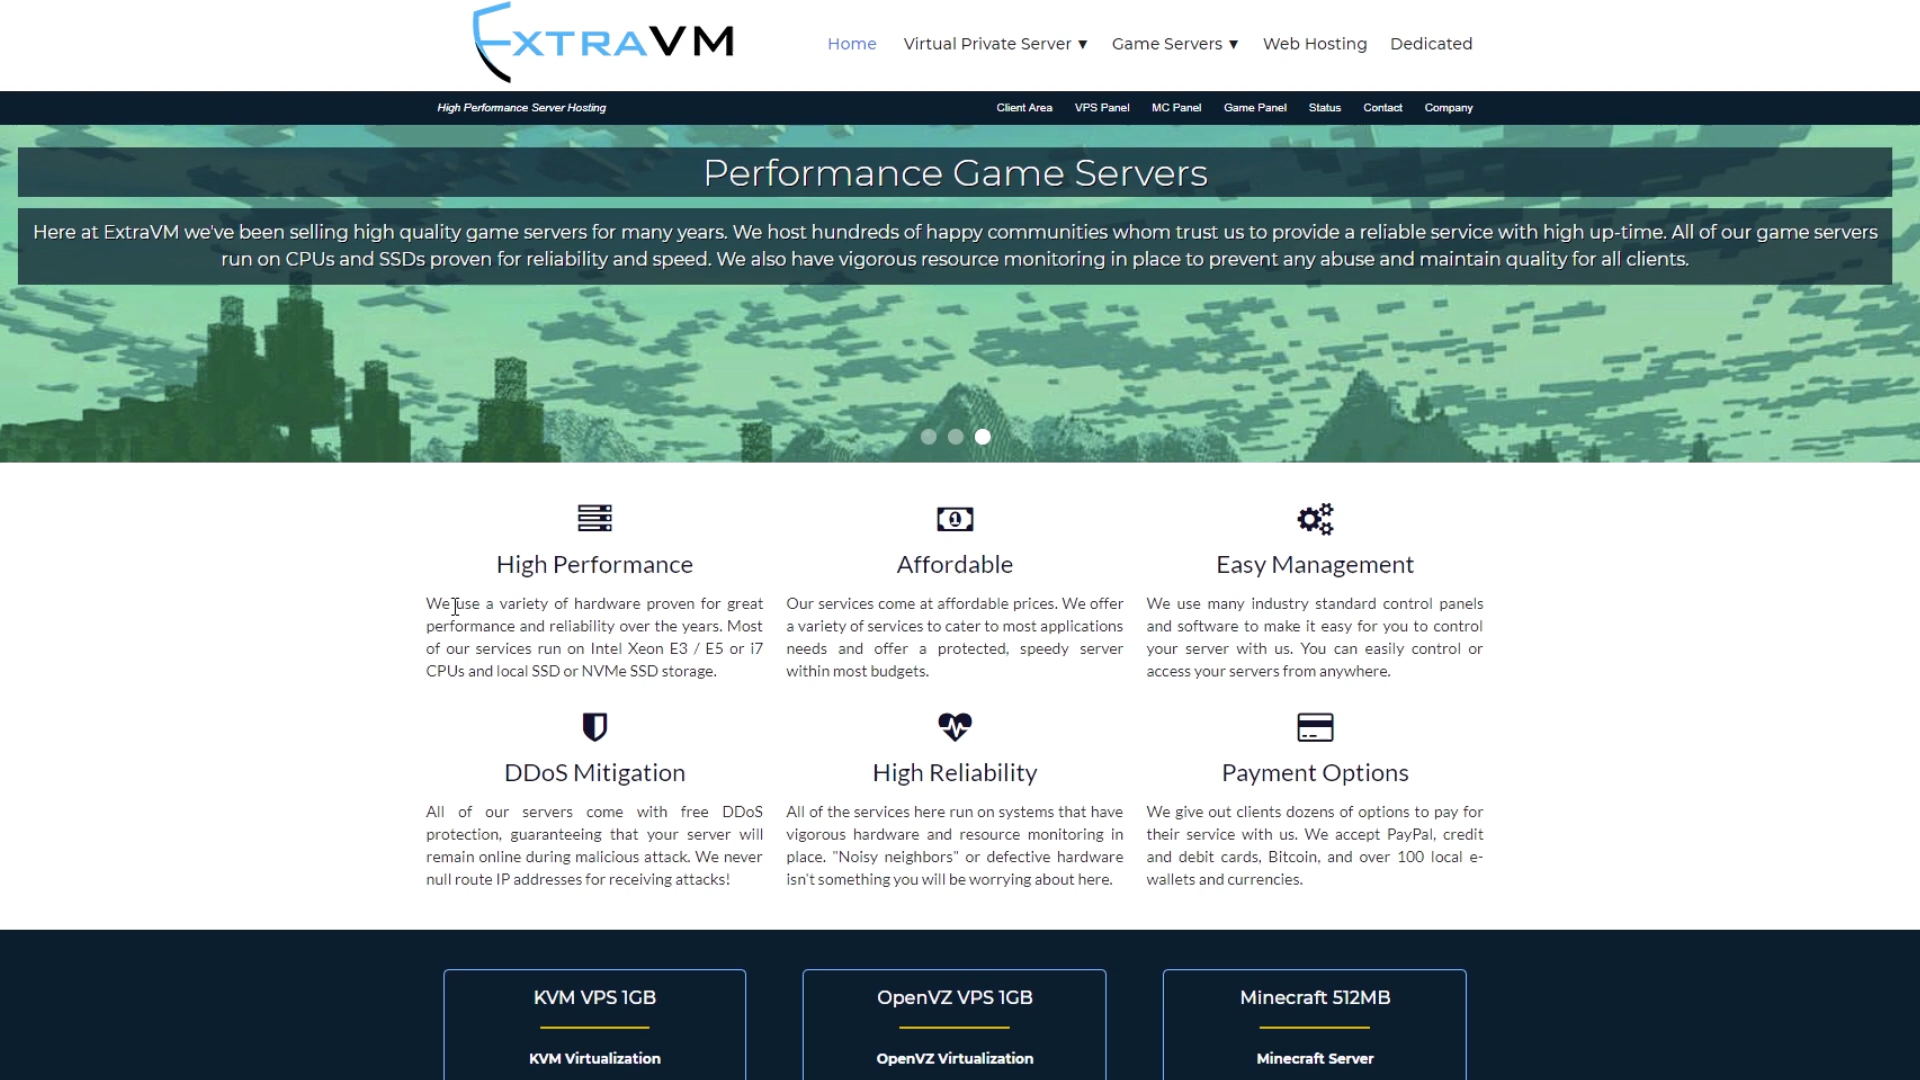 EXTRAVM
Home Virtual Private Server ▼ Game Servers ▼ Web Hosting Dedicated
High Performance Server Hosting
Client Area VPS Panel MC Panel Game Panel Status Contact Company
Performance Game Servers
Here at ExtraVM we've been selling high quality game servers for many years. We host hundreds of happy communities whom trust us to provide a reliable service with high up-time. All of our game servers
run on CPUs and SSDs proven for reliability and speed. We also have vigorous resource monitoring in place to prevent any abuse and maintain quality for all clients.
High Performance
We use a variety of hardware proven for great
performance and reliability over the years. Most
of our services run on Intel Xeon E3 / E5 or i7
CPUs and local SSD or NVMe SSD storage.
Affordable
Our services come at affordable prices. We offer
a variety of services to cater to most applications
needs and offer a protected, speedy server
within most budgets.
Easy Management
We use many industry standard control panels
and software to make it easy for you to control
your server with us. You can easily control or
access your servers from anywhere.
DDoS Mitigation
All of our servers come with free DDoS
protection, guaranteeing that your server will
remain online during malicious attack. We never
null route IP addresses for receiving attacks!
High Reliability
All of the services here run on systems that have
vigorous hardware and resource monitoring in
place. "Noisy neighbors" or defective hardware
isn't something you will be worrying about here.
Payment Options
We give out clients dozens of options to pay for
their service with us. We accept PayPal, credit
and debit cards, Bitcoin, and over 100 local e-
wallets and currencies.
KVM VPS 1GB
KVM Virtualization
OpenVZ VPS 1GB
OpenVZ Virtualization
Minecraft 512MB
Minecraft Server